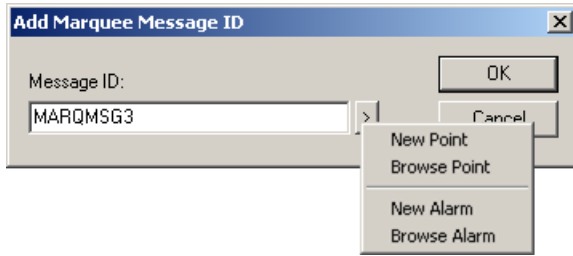 Add Marquee Message ID
Message ID:
OK
MARQMSG3
>
Cancel
New Point
Browse Point
New Alarm
Browse Alarm